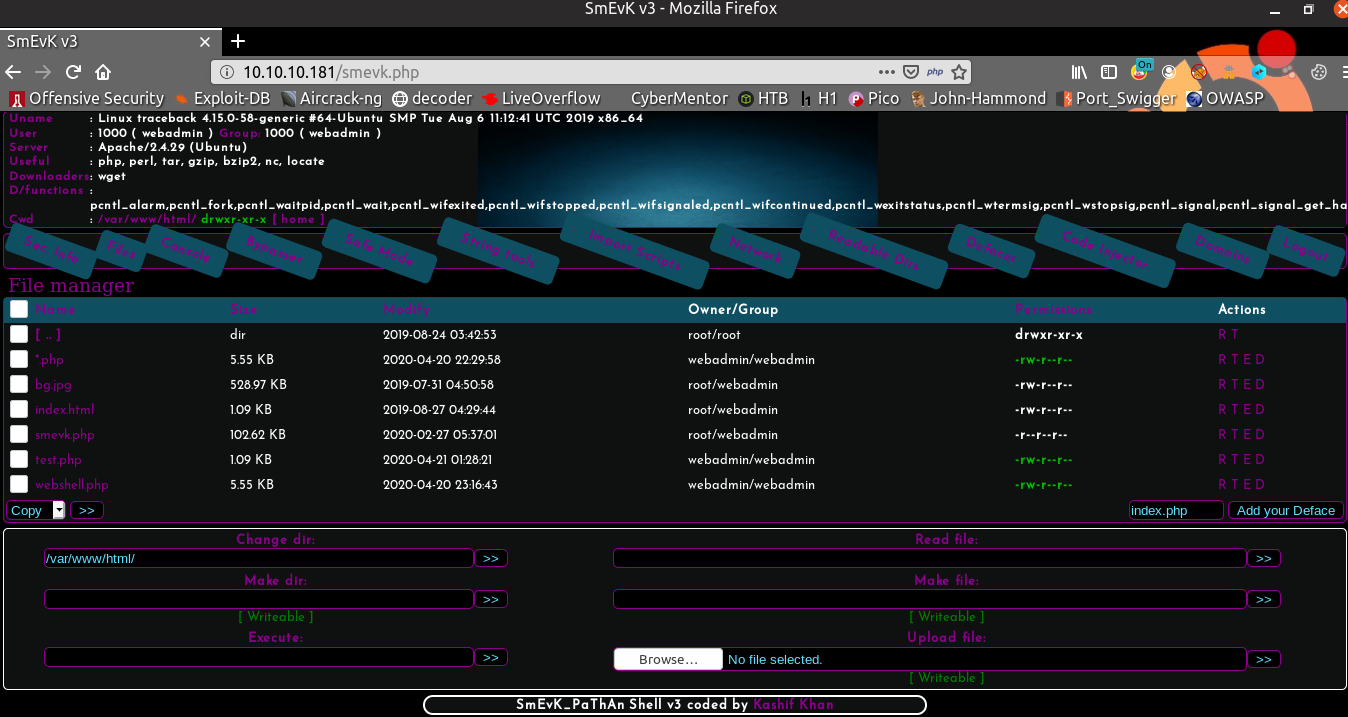 SmEvK v3 - Mozilla Firefox
SmEvK v3
10.10.10.181/smevk.php
php
On
Offensive Security Exploit-DB Aircrack-ng decoder LiveOverflow CyberMentor HTB H1 Pico John-Hammond Port_Swigger OWASP
Uname : Linux traceback 4.15.0-58-generic #64-Ubuntu SMP Tue Aug 6 11:12:41 UTC 2019 x86_64
User : 1000 ( webadmin ) Group: 1000 ( webadmin )
Server : Apache/2.4.29 (Ubuntu)
Useful : php, perl, tar, gzip, bzip2, nc, locate
Downloaders : wget
D/functions :
pcntl_alarm,pcntl_fork,pcntl_waitpid,pcntl_wait,pcntl_wifexited,pcntl_wifstopped,pcntl_wifsignaled,pcntl_wifcontinued,pcntl_wexitstatus,pcntl_wtermsig,pcntl_wstopsig,pcntl_signal,pcntl_signal_get_ha
Cwd : /var/www/html/ drwxr-xr-x [ home ]
Sec. Info Files Console Bypasser Safe Mode String tools Import Scripts Network Readable Dirs Defacer Code Injector Domains Logout
File manager
Name Size Modify Owner/Group Permissions Actions
[ .. ] dir 2019-08-24 03:42:53 root/root drwxr-xr-x R T
*.php 5.55 KB 2020-04-20 22:29:58 webadmin/webadmin -rw-r--r-- R T E D
bg.jpg 528.97 KB 2019-07-31 04:50:58 root/webadmin -rw-r--r-- R T E D
index.html 1.09 KB 2019-08-27 04:29:44 root/webadmin -rw-r--r-- R T E D
smevk.php 102.62 KB 2020-02-27 05:37:01 root/webadmin -r--r--r-- R T E D
test.php 1.09 KB 2020-04-21 01:28:21 webadmin/webadmin -rw-r--r-- R T E D
webshell.php 5.55 KB 2020-04-20 23:16:43 webadmin/webadmin -rw-r--r-- R T E D
Copy >> index.php Add your Deface
Change dir: Read file:
/var/www/html/ >> >>
Make dir: Make file:
>> >>
[ Writeable ] [ Writeable ]
Execute: Upload file:
>> Browse... No file selected. >>
[ Writeable ]
SmEvK_PaThAn Shell v3 coded by Kashif Khan